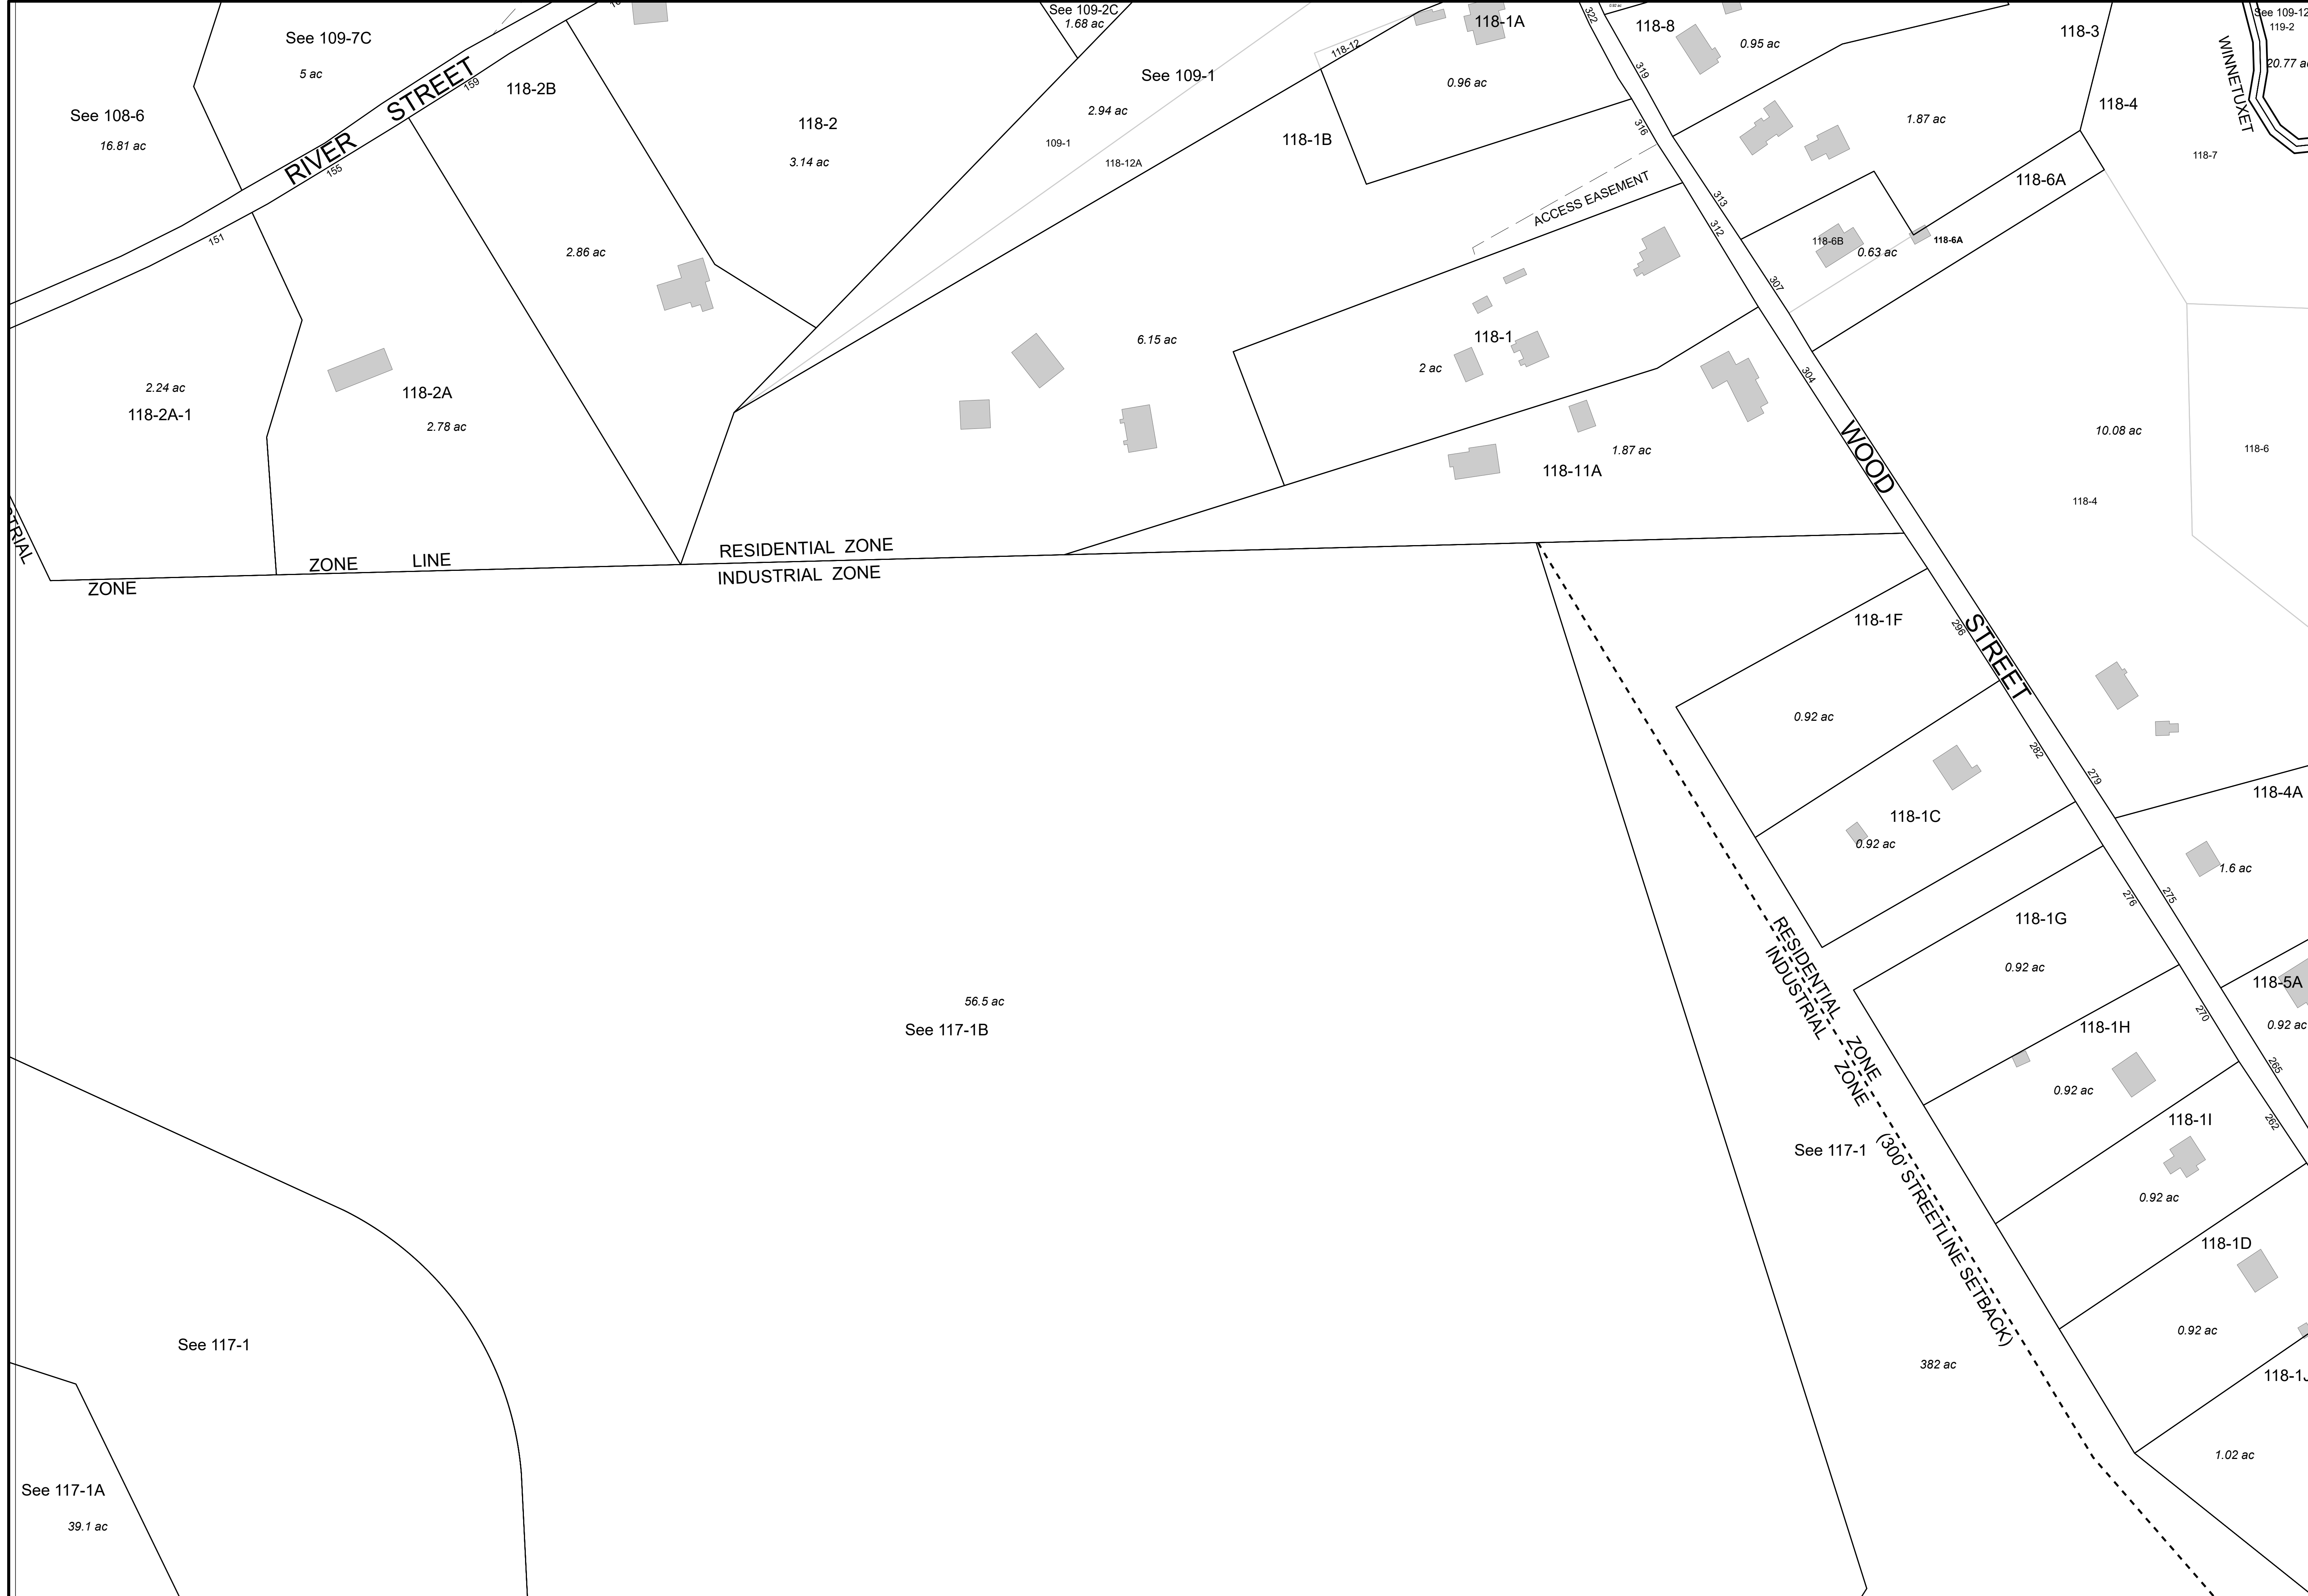 See 109-7C
5 ac
See 108-6
16.81 ac
RIVER STREET
159
155
151
118-2B
118-2
3.14 ac
2.86 ac
2.24 ac
118-2A-1
118-2A
2.78 ac
See 109-2C
1.68 ac
See 109-1
2.94 ac
109-1
118-12A
118-12
118-1A
0.96 ac
118-1B
6.15 ac
ACCESS EASEMENT
118-1
2 ac
1.87 ac
118-11A
322
319
316
313
312
307
304
118-8
0.95 ac
118-3
118-4
1.87 ac
118-6A
118-6B
0.63 ac
118-6A
WINNETUXET
See 109-12
119-2
20.77 ac
118-7
10.08 ac
118-6
118-4
WOOD STREET
ZONE LINE
RESIDENTIAL ZONE
INDUSTRIAL ZONE
STRIAL
ZONE
118-1F
296
0.92 ac
282
279
118-1C
0.92 ac
118-4A
1.6 ac
276
275
118-1G
0.92 ac
118-5A
0.92 ac
270
265
118-1H
0.92 ac
262
118-1I
0.92 ac
118-1D
0.92 ac
118-1J
1.02 ac
RESIDENTIAL ZONE
INDUSTRIAL ZONE
(300' STREETLINE SETBACK)
See 117-1
382 ac
56.5 ac
See 117-1B
See 117-1
See 117-1A
39.1 ac